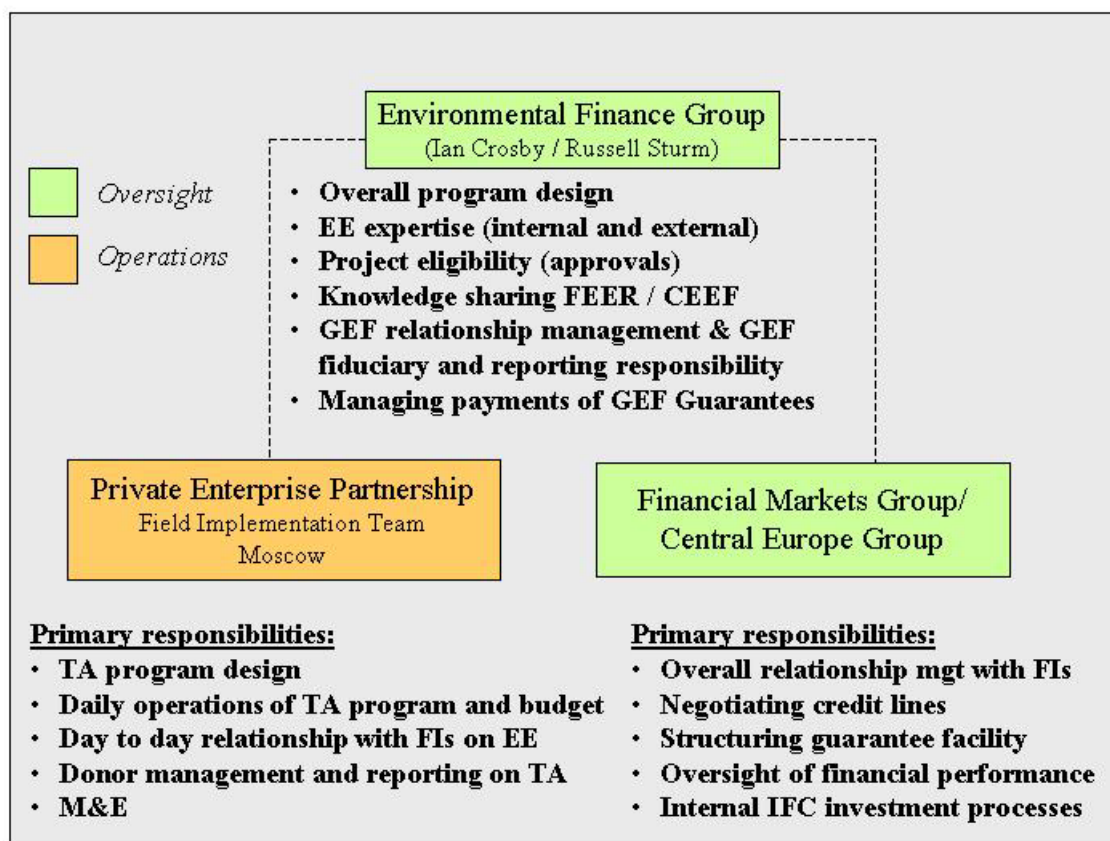 Environmental Finance Group
(Ian Crosby / Russell Sturm)
Oversight
Operations
• Overall program design
• EE expertise (internal and external)
• Project eligibility (approvals)
• Knowledge sharing FEER / CEEF
• GEF relationship management & GEF
fiduciary and reporting responsibility
• Managing payments of GEF Guarantees
Private Enterprise Partnership
Field Implementation Team
Moscow
Financial Markets Group/
Central Europe Group
Primary responsibilities:
• TA program design
• Daily operations of TA program and budget
• Day to day relationship with FIs on EE
• Donor management and reporting on TA
• M&E
Primary responsibilities:
• Overall relationship mgt with FIs
• Negotiating credit lines
• Structuring guarantee facility
• Oversight of financial performance
• Internal IFC investment processes